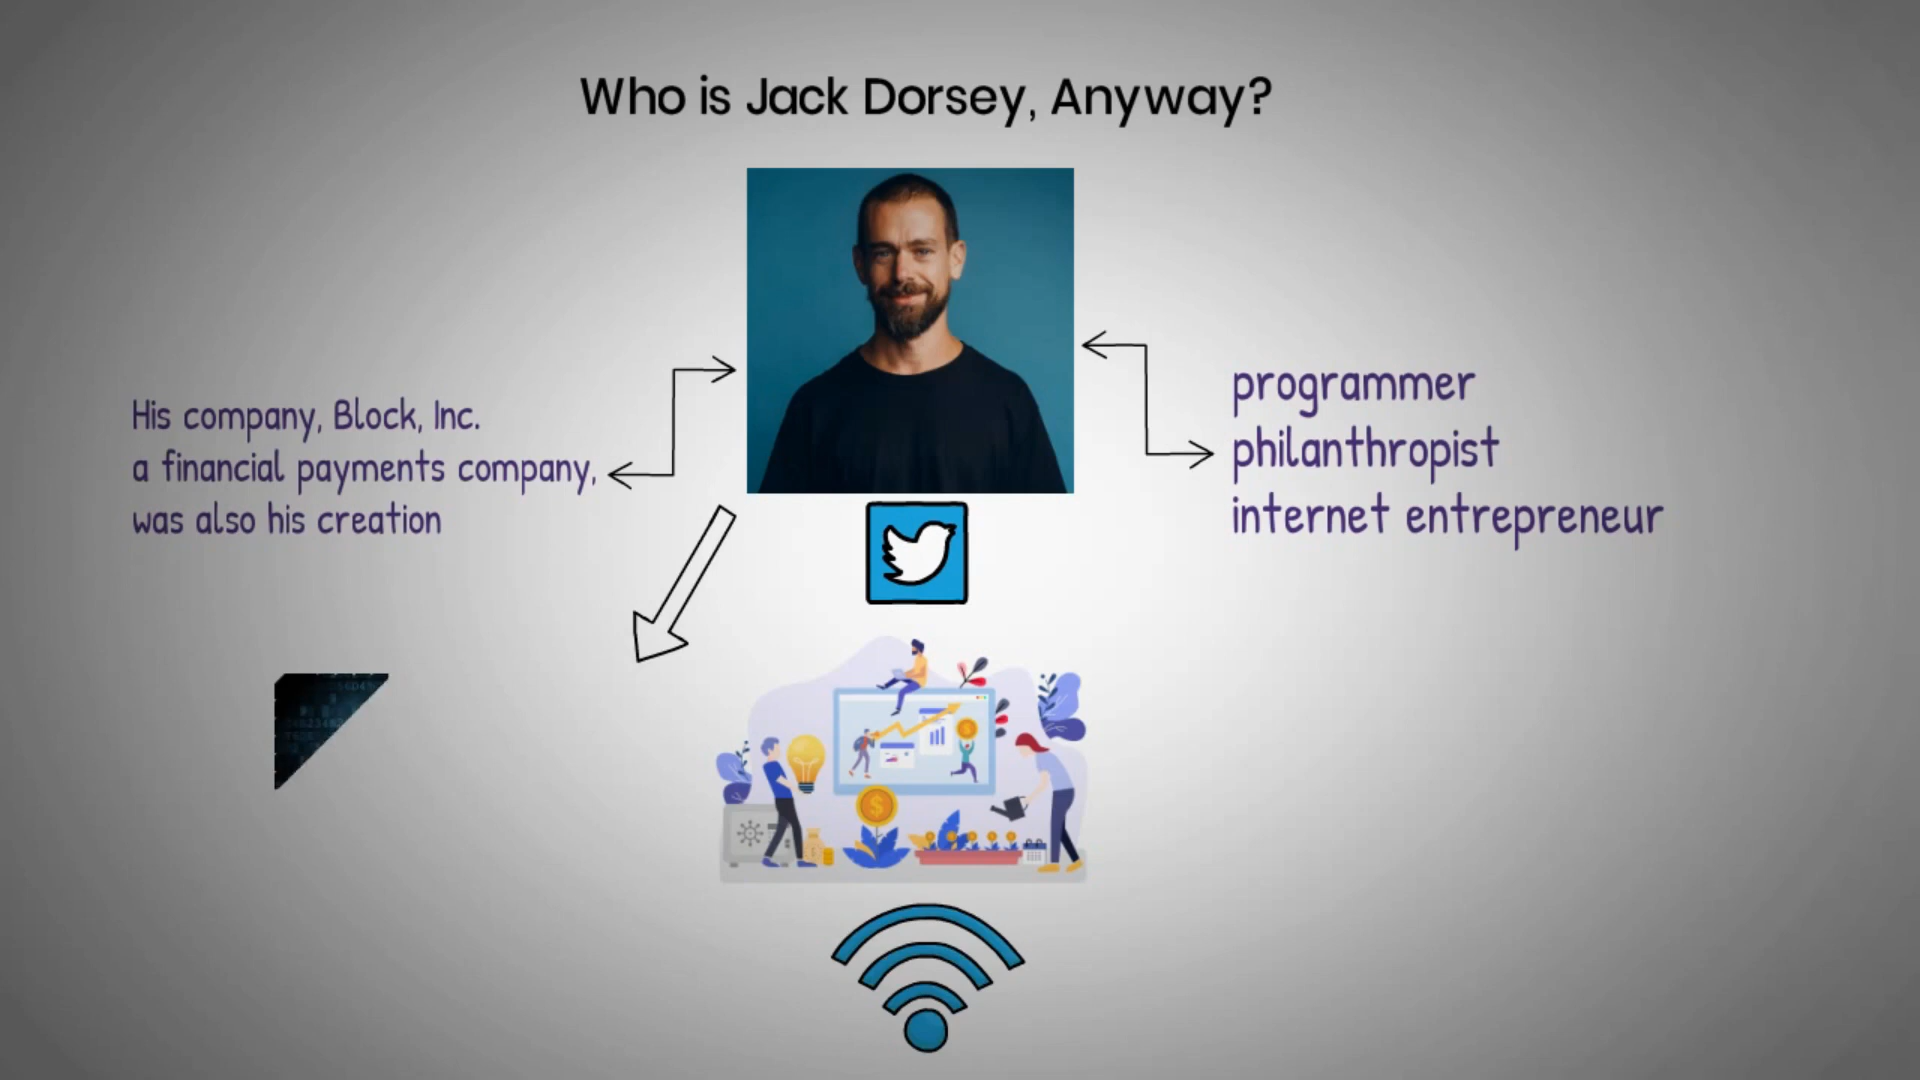 Who is Jack Dorsey, Anyway?
His company, Block, Inc.
a financial payments company,
was also his creation
programmer
philanthropist
internet entrepreneur